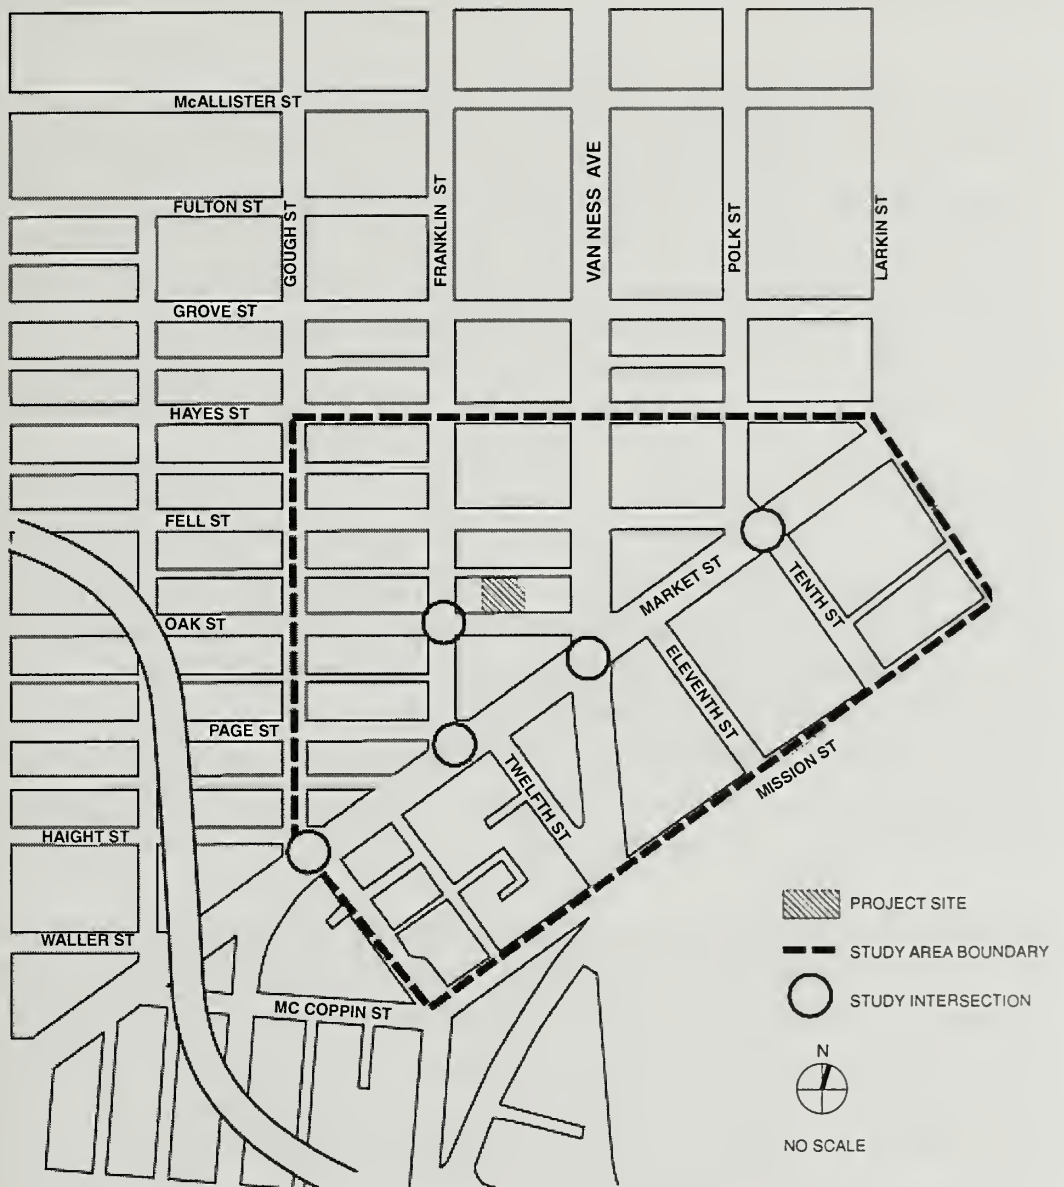 McALLISTER ST
FULTON ST
GOUGH ST
FRANKLIN ST
VAN NESS AVE
POLK ST
LARKIN ST
GROVE ST
HAYES ST
FELL ST
OAK ST
MARKET ST
TENTH ST
ELEVENTH ST
PAGE ST
TWELFTH ST
MISSION ST
HAIGHT ST
WALLER ST
MC COPPIN ST
PROJECT SITE
STUDY AREA BOUNDARY
STUDY INTERSECTION
N
NO SCALE